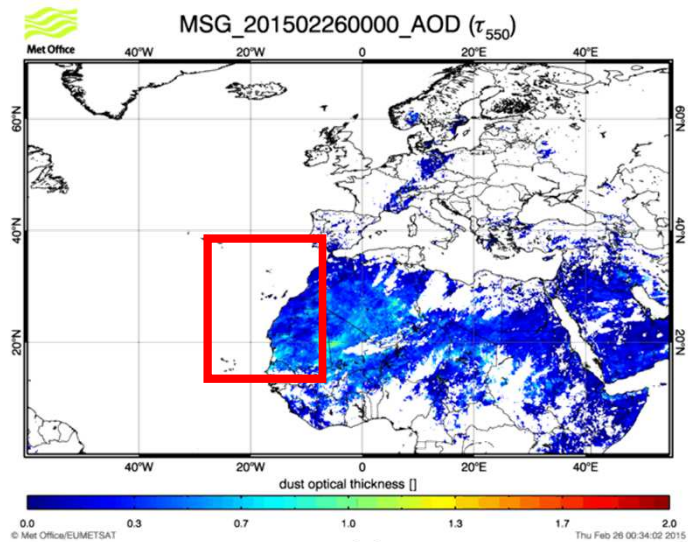 MSG_201502260000_AOD (τ550)
Met Office
40°W 20°W 0 20°E 40°E
60°N 60°N
40°N 40°N
20°N 20°N
40°W 20°W 0 20°E 40°E
dust optical thickness []
0.0 0.3 0.7 1.0 1.3 1.7 2.0
© Met Office/EUMETSAT Thu Feb 26 00:34:02 2015